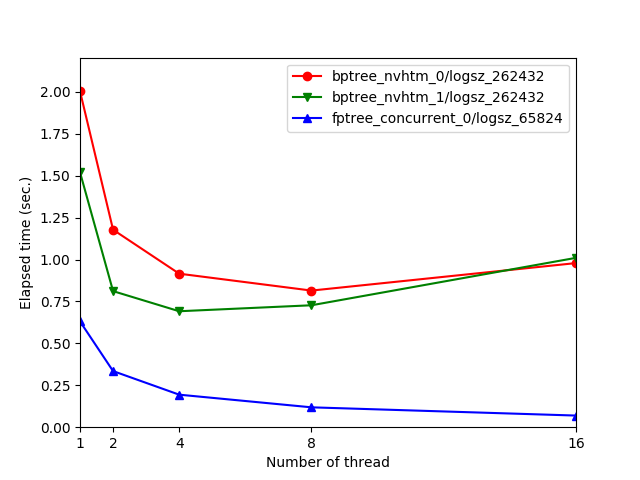 bptree_nvhtm_0/logsz_262432
bptree_nvhtm_1/logsz_262432
fptree_concurrent_0/logsz_65824
2.00
1.75
1.50
1.25
1.00
0.75
0.50
0.25
0.00
Elapsed time (sec.)
1 2 4 8 16
Number of thread